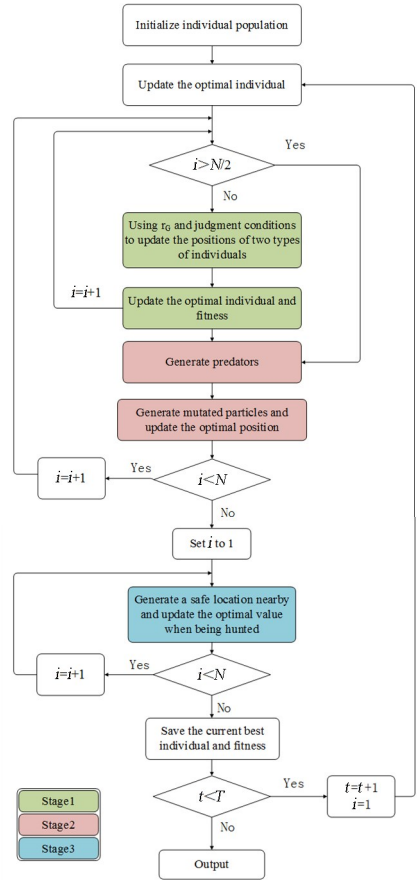 Initialize individual population
Update the optimal individual
i>N/2
Yes
No
Using rG and judgment conditions
to update the positions of two types
of individuals
i=i+1
Update the optimal individual and
fitness
Generate predators
Generate mutated particles and
update the optimal position
i=i+1
Yes
i<N
No
Set i to 1
Generate a safe location nearby
and update the optimal value
when being hunted
i=i+1
Yes
i<N
No
Save the current best
individual and fitness
t<T
Yes
t=t+1
i=1
No
Output
Stage1
Stage2
Stage3